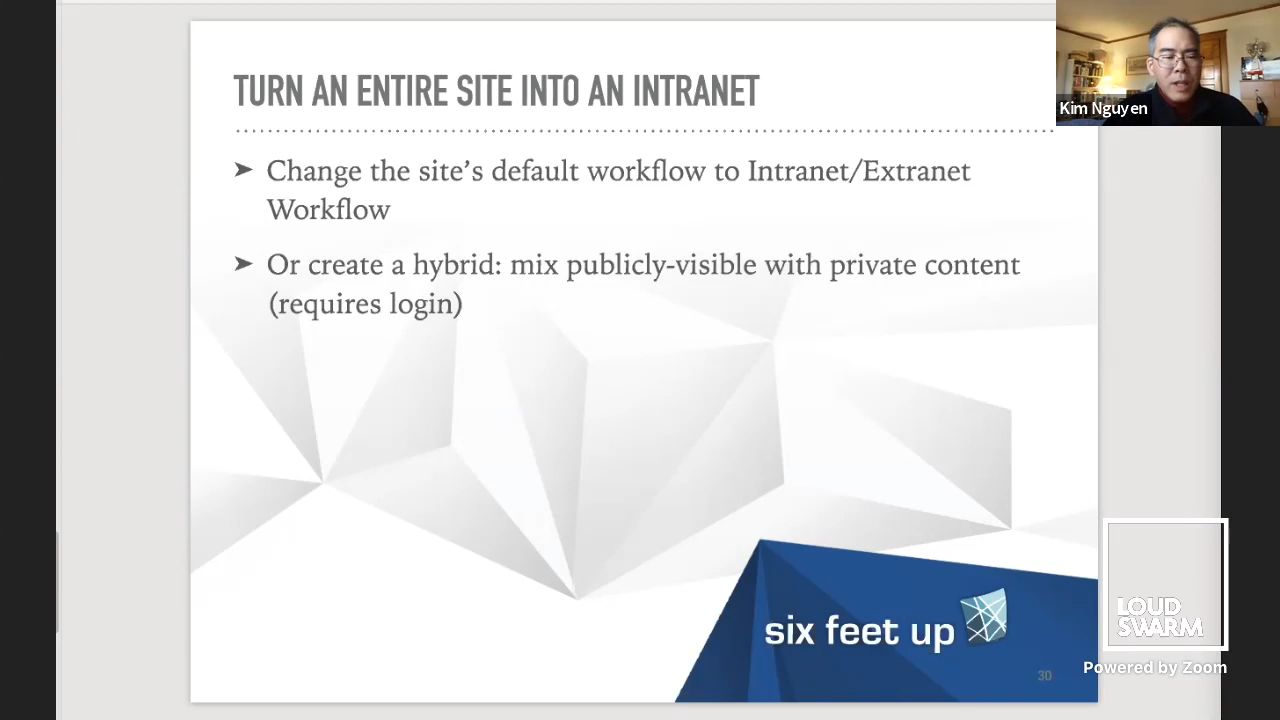 TURN AN ENTIRE SITE INTO AN INTRANET
Kim Nguyen
➤ Change the site's default workflow to Intranet/Extranet
Workflow
➤ Or create a hybrid: mix publicly-visible with private content
(requires login)
LOUD
SWARM
six feet up
Powered by Zoom
30